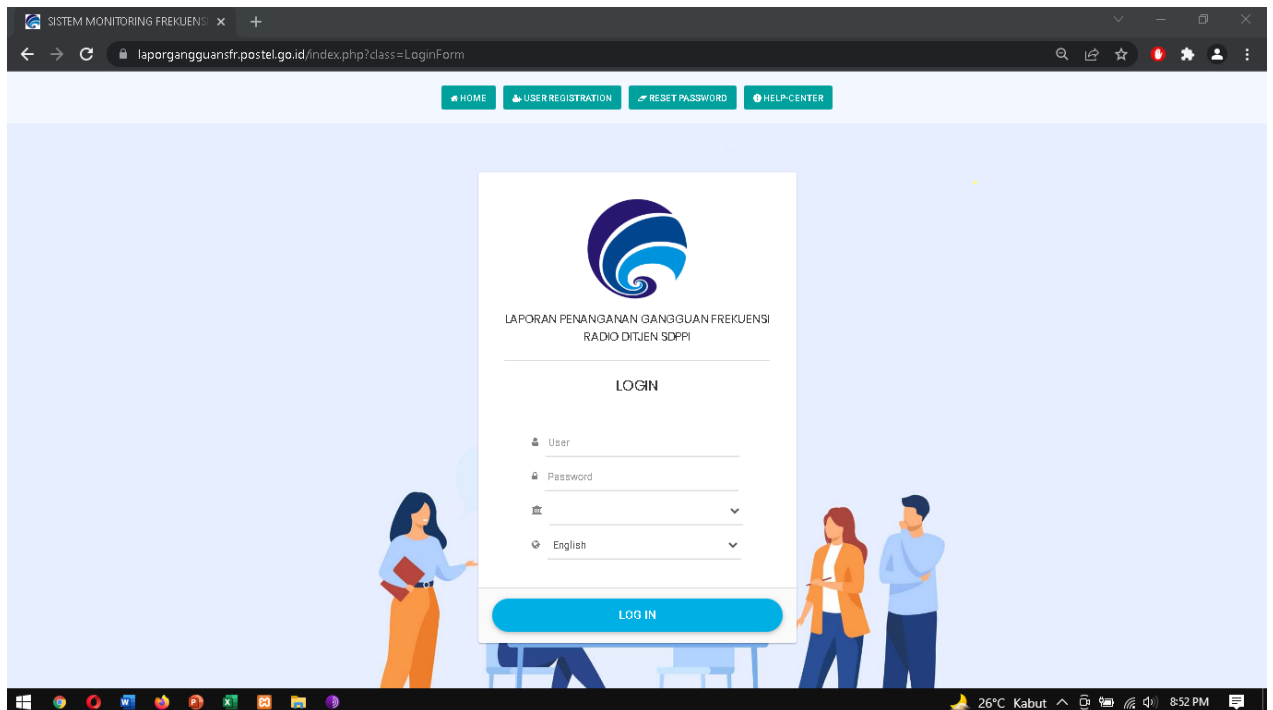 SISTEM MONITORING FREKUENSI
laporgangguansfr.postel.go.id/index.php?class=LoginForm
HOME USER REGISTRATION RESET PASSWORD HELP-CENTER
LAPORAN PENANGANAN GANGGUAN FREKUENSI
RADIO DITJEN SDPPI
LOGIN
User
Password
English
LOG IN
26°C Kabut 8:52 PM